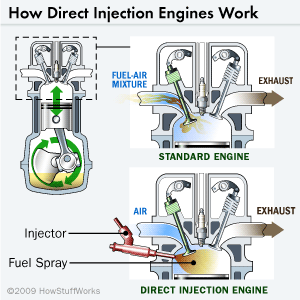 How Direct Injection Engines Work
FUEL-AIR
MIXTURE
EXHAUST
STANDARD ENGINE
AIR
EXHAUST
Injector
Fuel Spray
©2009 HowStuffWorks
DIRECT INJECTION ENGINE